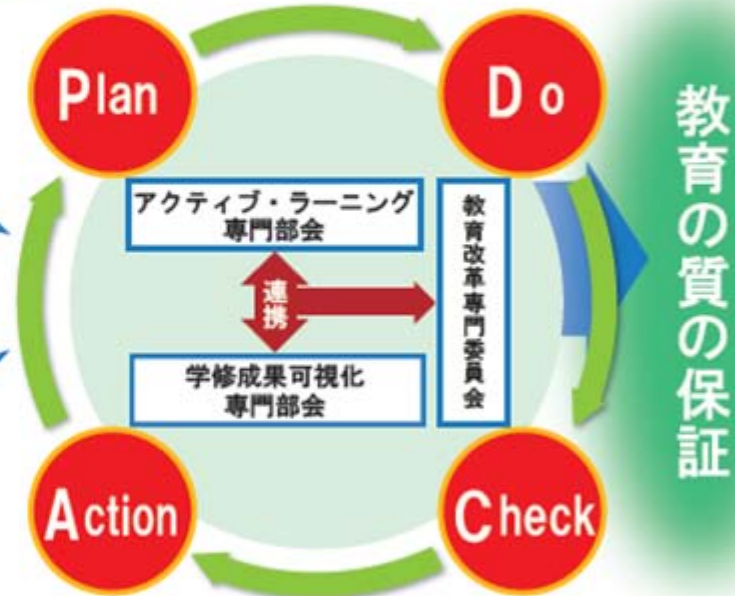 Plan
Do
アクティブ・ラーニング
専門部会
連携
学修成果可視化
専門部会
教育改革専門委員会
Action
Check
教育の質の保証